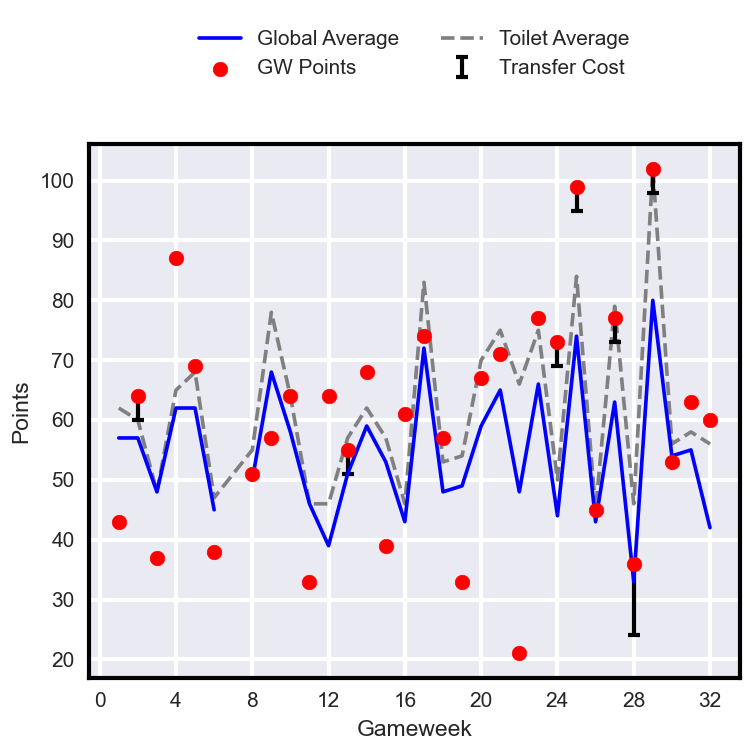 Global Average
Toilet Average
GW Points
Transfer Cost
100
90
80
70
60
50
40
30
20
Points
0 4 8 12 16 20 24 28 32
Gameweek